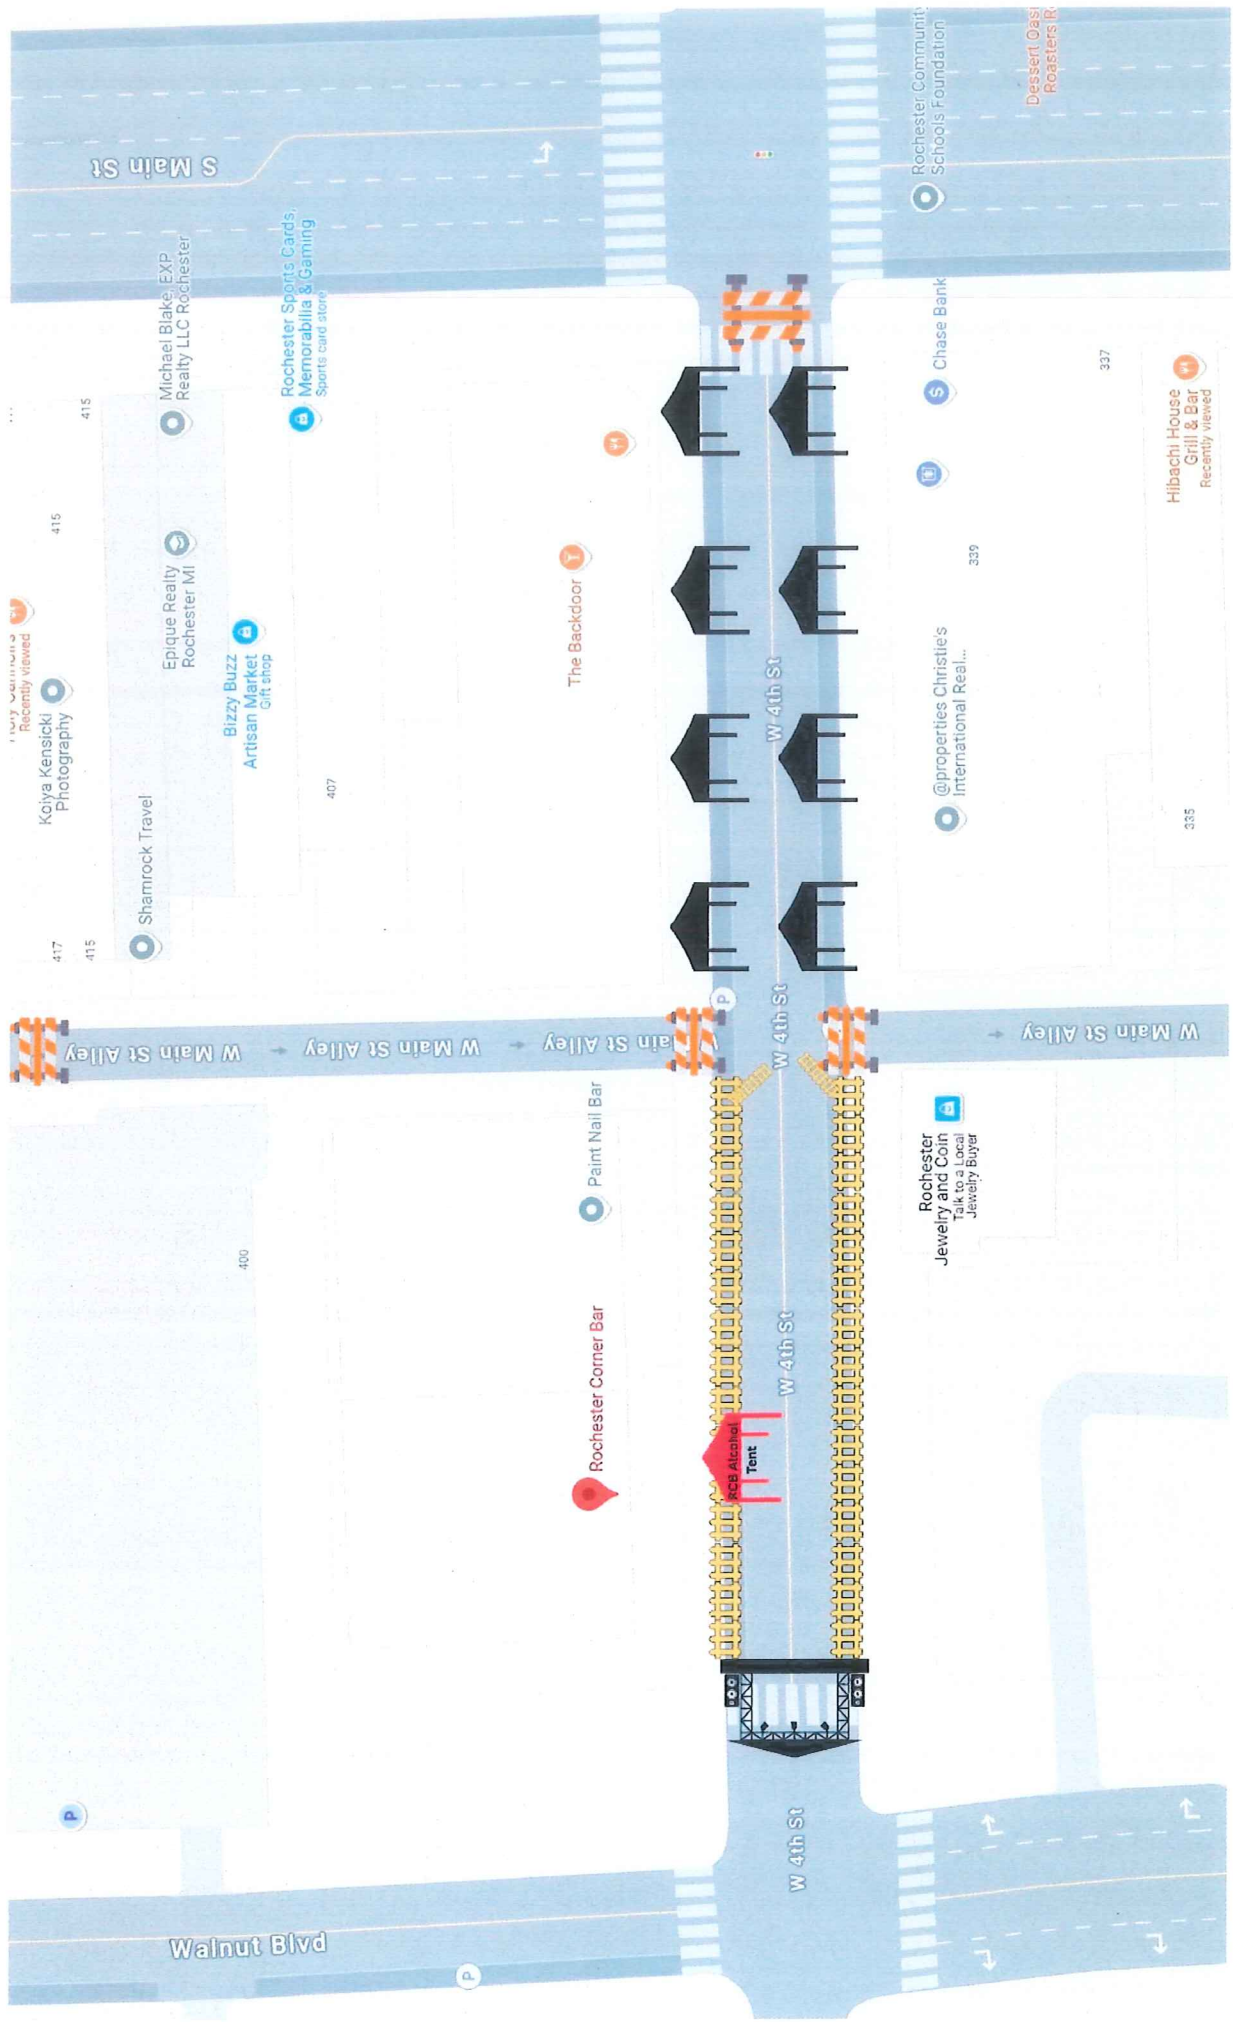 S Main St
Rochester Community
Schools Foundation
Dessert Oasi
Roasters R
Michael Blake, EXP
Realty LLC Rochester
Rochester Sports Cards,
Memorabilia & Gaming
Sports card store
Chase Bank
337
Hibachi House
Grill & Bar
Recently viewed
415
415
Recently viewed
Koiya Kensicki
Photography
Epique Realty
Rochester MI
Bizzy Buzz
Artisan Market
Gift shop
407
The Backdoor
W 4th St
339
@properties Christie's
International Real...
335
Shamrock Travel
417
415
P
W Main St Alley
W Main St Alley
Main St Alley
W 4th St
W Main St Alley
400
Paint Nail Bar
Rochester
Jewelry and Coin
Talk to a Local
Jewelry Buyer
Rochester Corner Bar
W 4th St
RCB Alcohol
Tent
P
W 4th St
Walnut Blvd
P